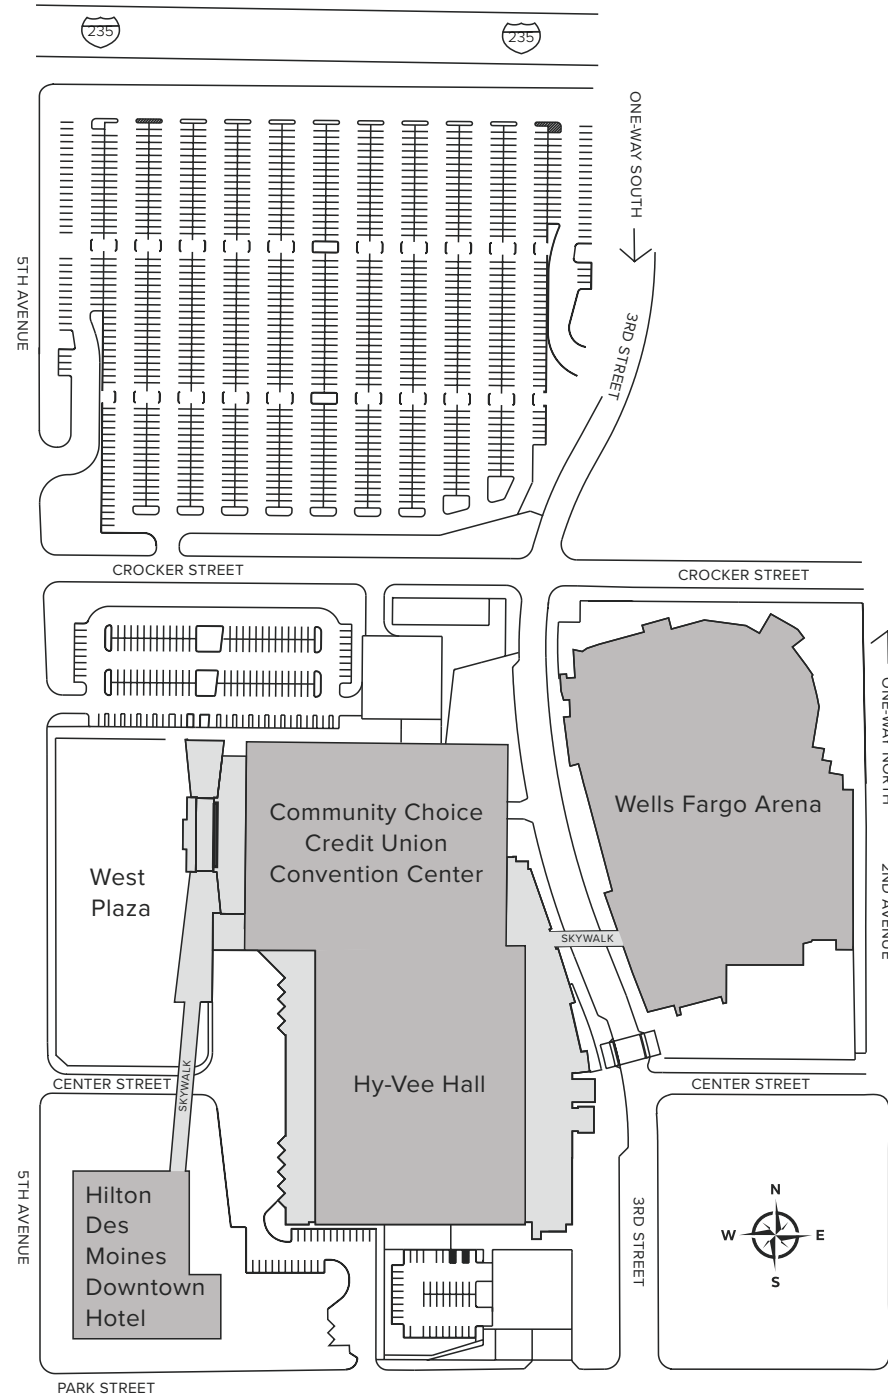 235
235
ONE-WAY SOUTH
5TH AVENUE
3RD STREET
CROCKER STREET
CROCKER STREET
ONE-WAY NORTH
Community Choice
Credit Union
Convention Center
Wells Fargo Arena
West
Plaza
2ND AVENUE
SKYWALK
SKYWALK
CENTER STREET
Hy-Vee Hall
CENTER STREET
5TH AVENUE
Hilton
Des
Moines
Downtown
Hotel
3RD STREET
N
W
E
S
PARK STREET